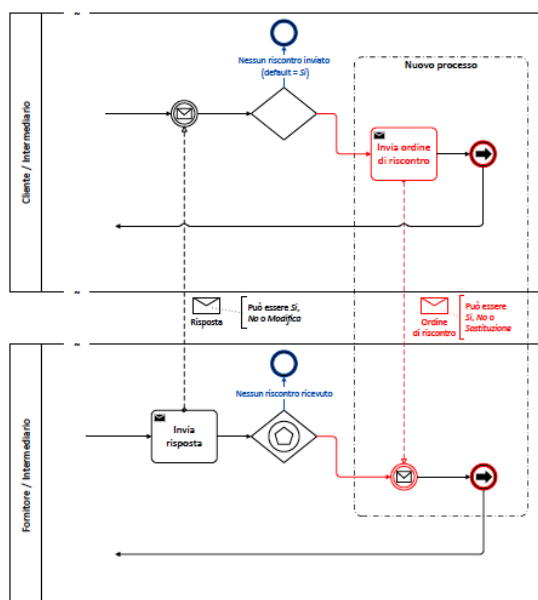 Cliente / Intermediario
~
~
Nessun riscontro inviato
(default = Sì)
Nuovo processo
Invia ordine
di riscontro
~
~
Risposta
Può essere Sì,
No o Modifica
Ordine
di riscontro
Può essere
Sì, No o
Sostituzione
Fornitore / Intermediario
Nessun riscontro ricevuto
Invia
risposta